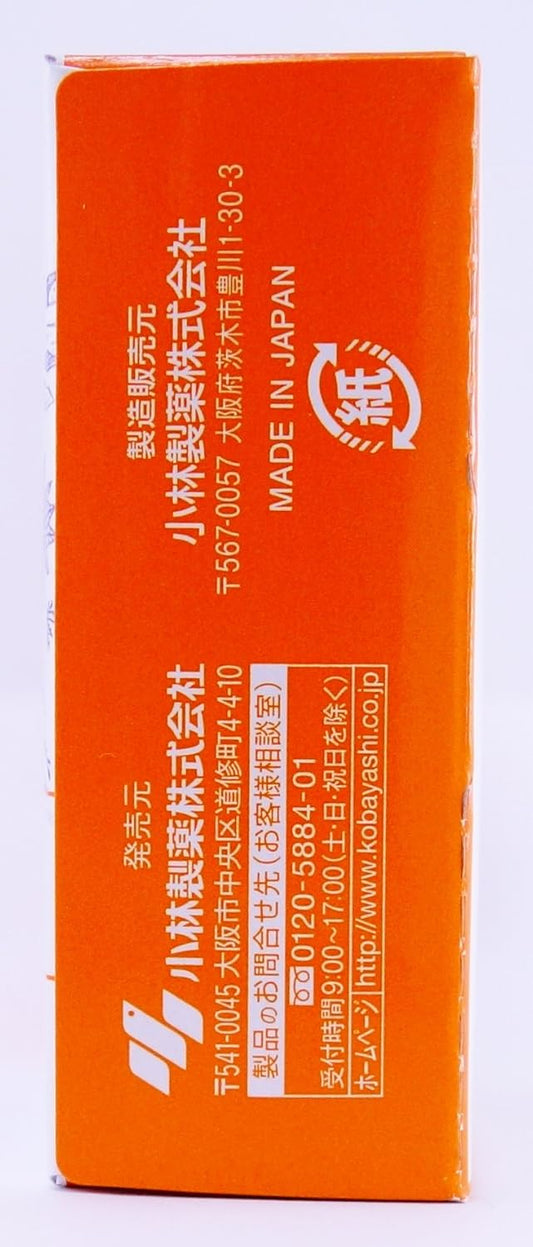 発売元
小林製薬株式会社
〒541-0045 大阪市中央区道修町4-4-10
製品のお問合せ先(お客様相談室)
0120-5884-01
受付時間9:00~17:00(土・日・祝日を除く)
ホームページ http://www.kobayashi.co.jp
製造販売元
小林製薬株式会社
〒567-0057 大阪府茨木市豊川1-30-3
MADE IN JAPAN
紙